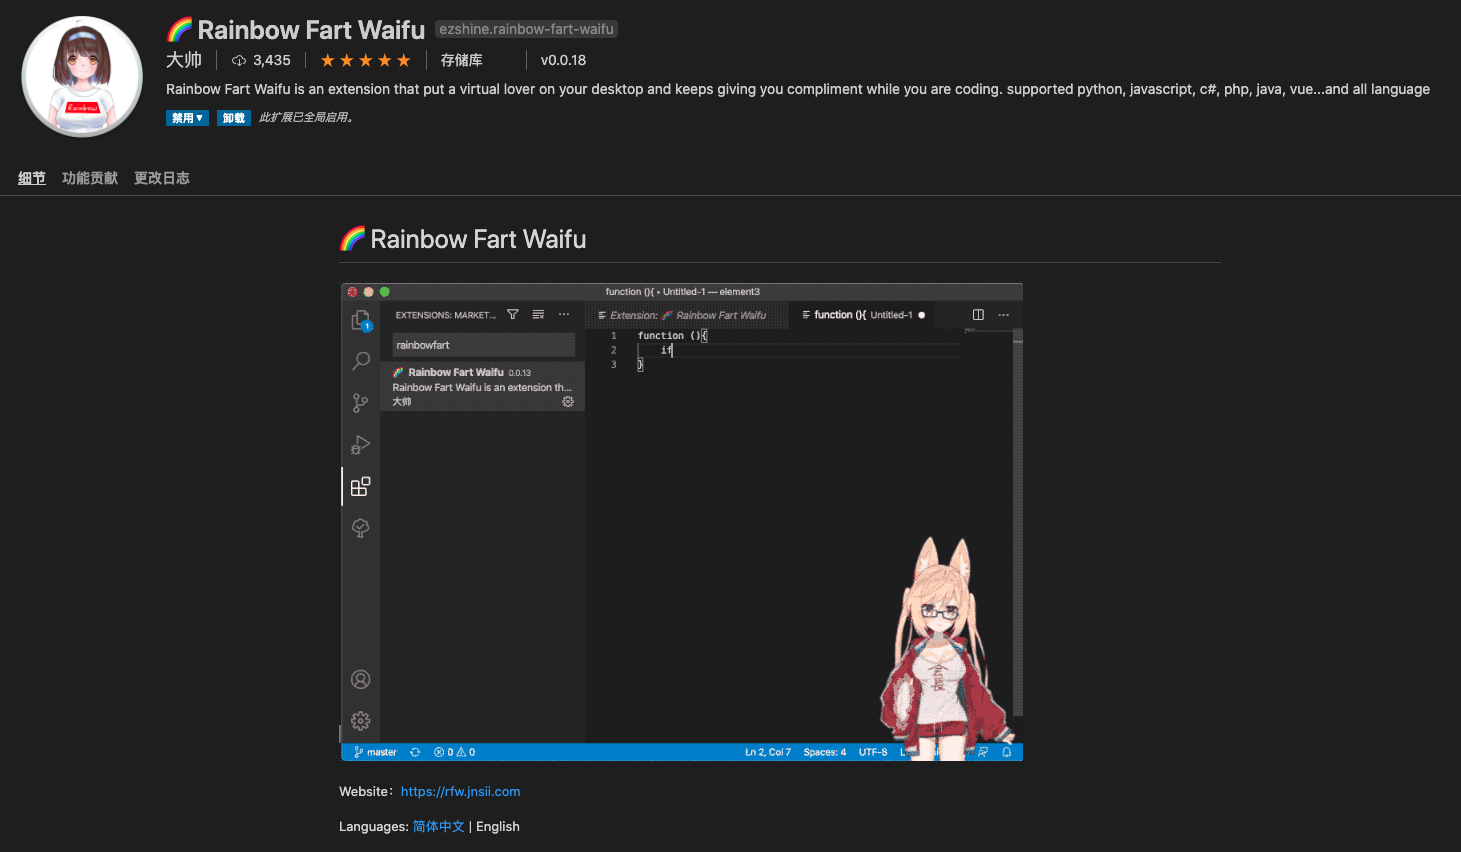 Rainbow Fart Waifu ezshine.rainbow-fart-waifu
大帅 3,435 存储库 v0.0.18
Rainbow Fart Waifu is an extension that put a virtual lover on your desktop and keeps giving you compliment while you are coding. supported python, javascript, c#, php, java, vue...and all language
禁用 卸载 此扩展已全局启用。
Rainbow
细节 功能贡献 更改日志
Rainbow Fart Waifu
function (){ • Untitled-1 — element3
EXTENSIONS: MARKET... Extension: Rainbow Fart Waifu function (){ Untitled-1
1
rainbowfart
1 function (){
2 if
3 }
Rainbow Fart Waifu 0.0.13
Rainbow Fart Waifu is an extension th...
大帅
会長
master 0 0 Ln 2, Col 7 Spaces: 4 UTF-8
Website： https://rfw.jnsii.com
Languages: 简体中文 | English